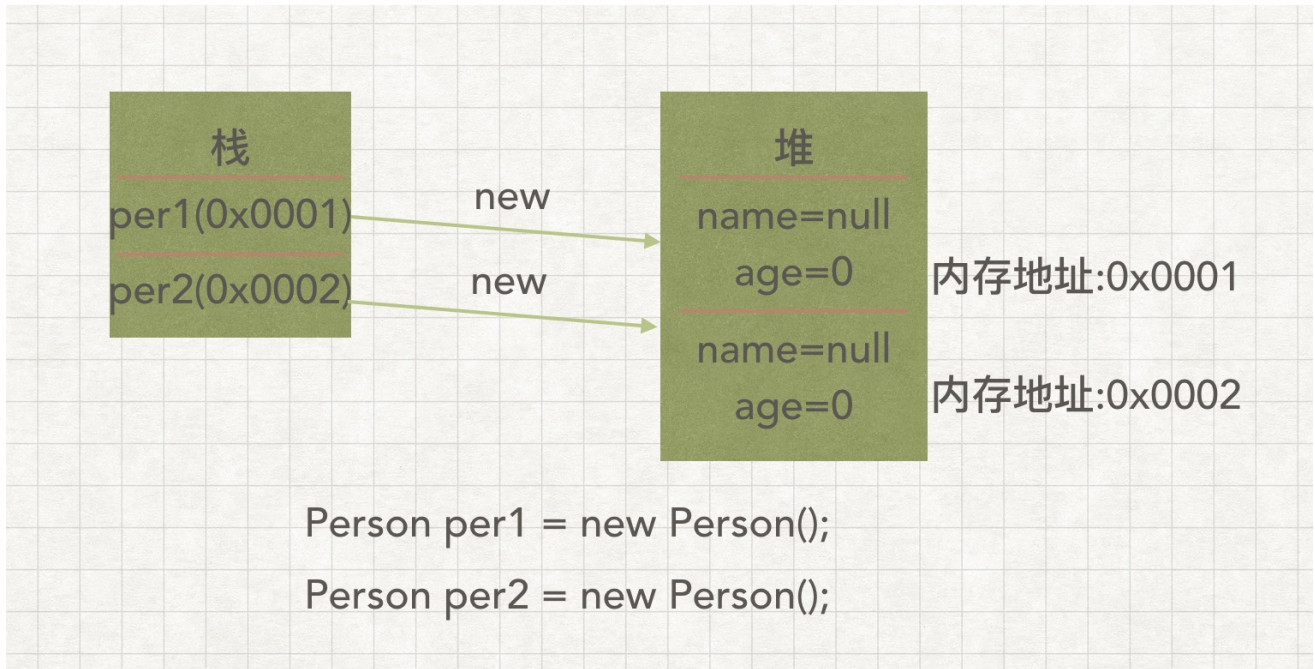 栈
per1(0x0001)
per2(0x0002)
new
new
堆
name=null
age=0
内存地址:0x0001
name=null
age=0
内存地址:0x0002
Person per1 = new Person();
Person per2 = new Person();